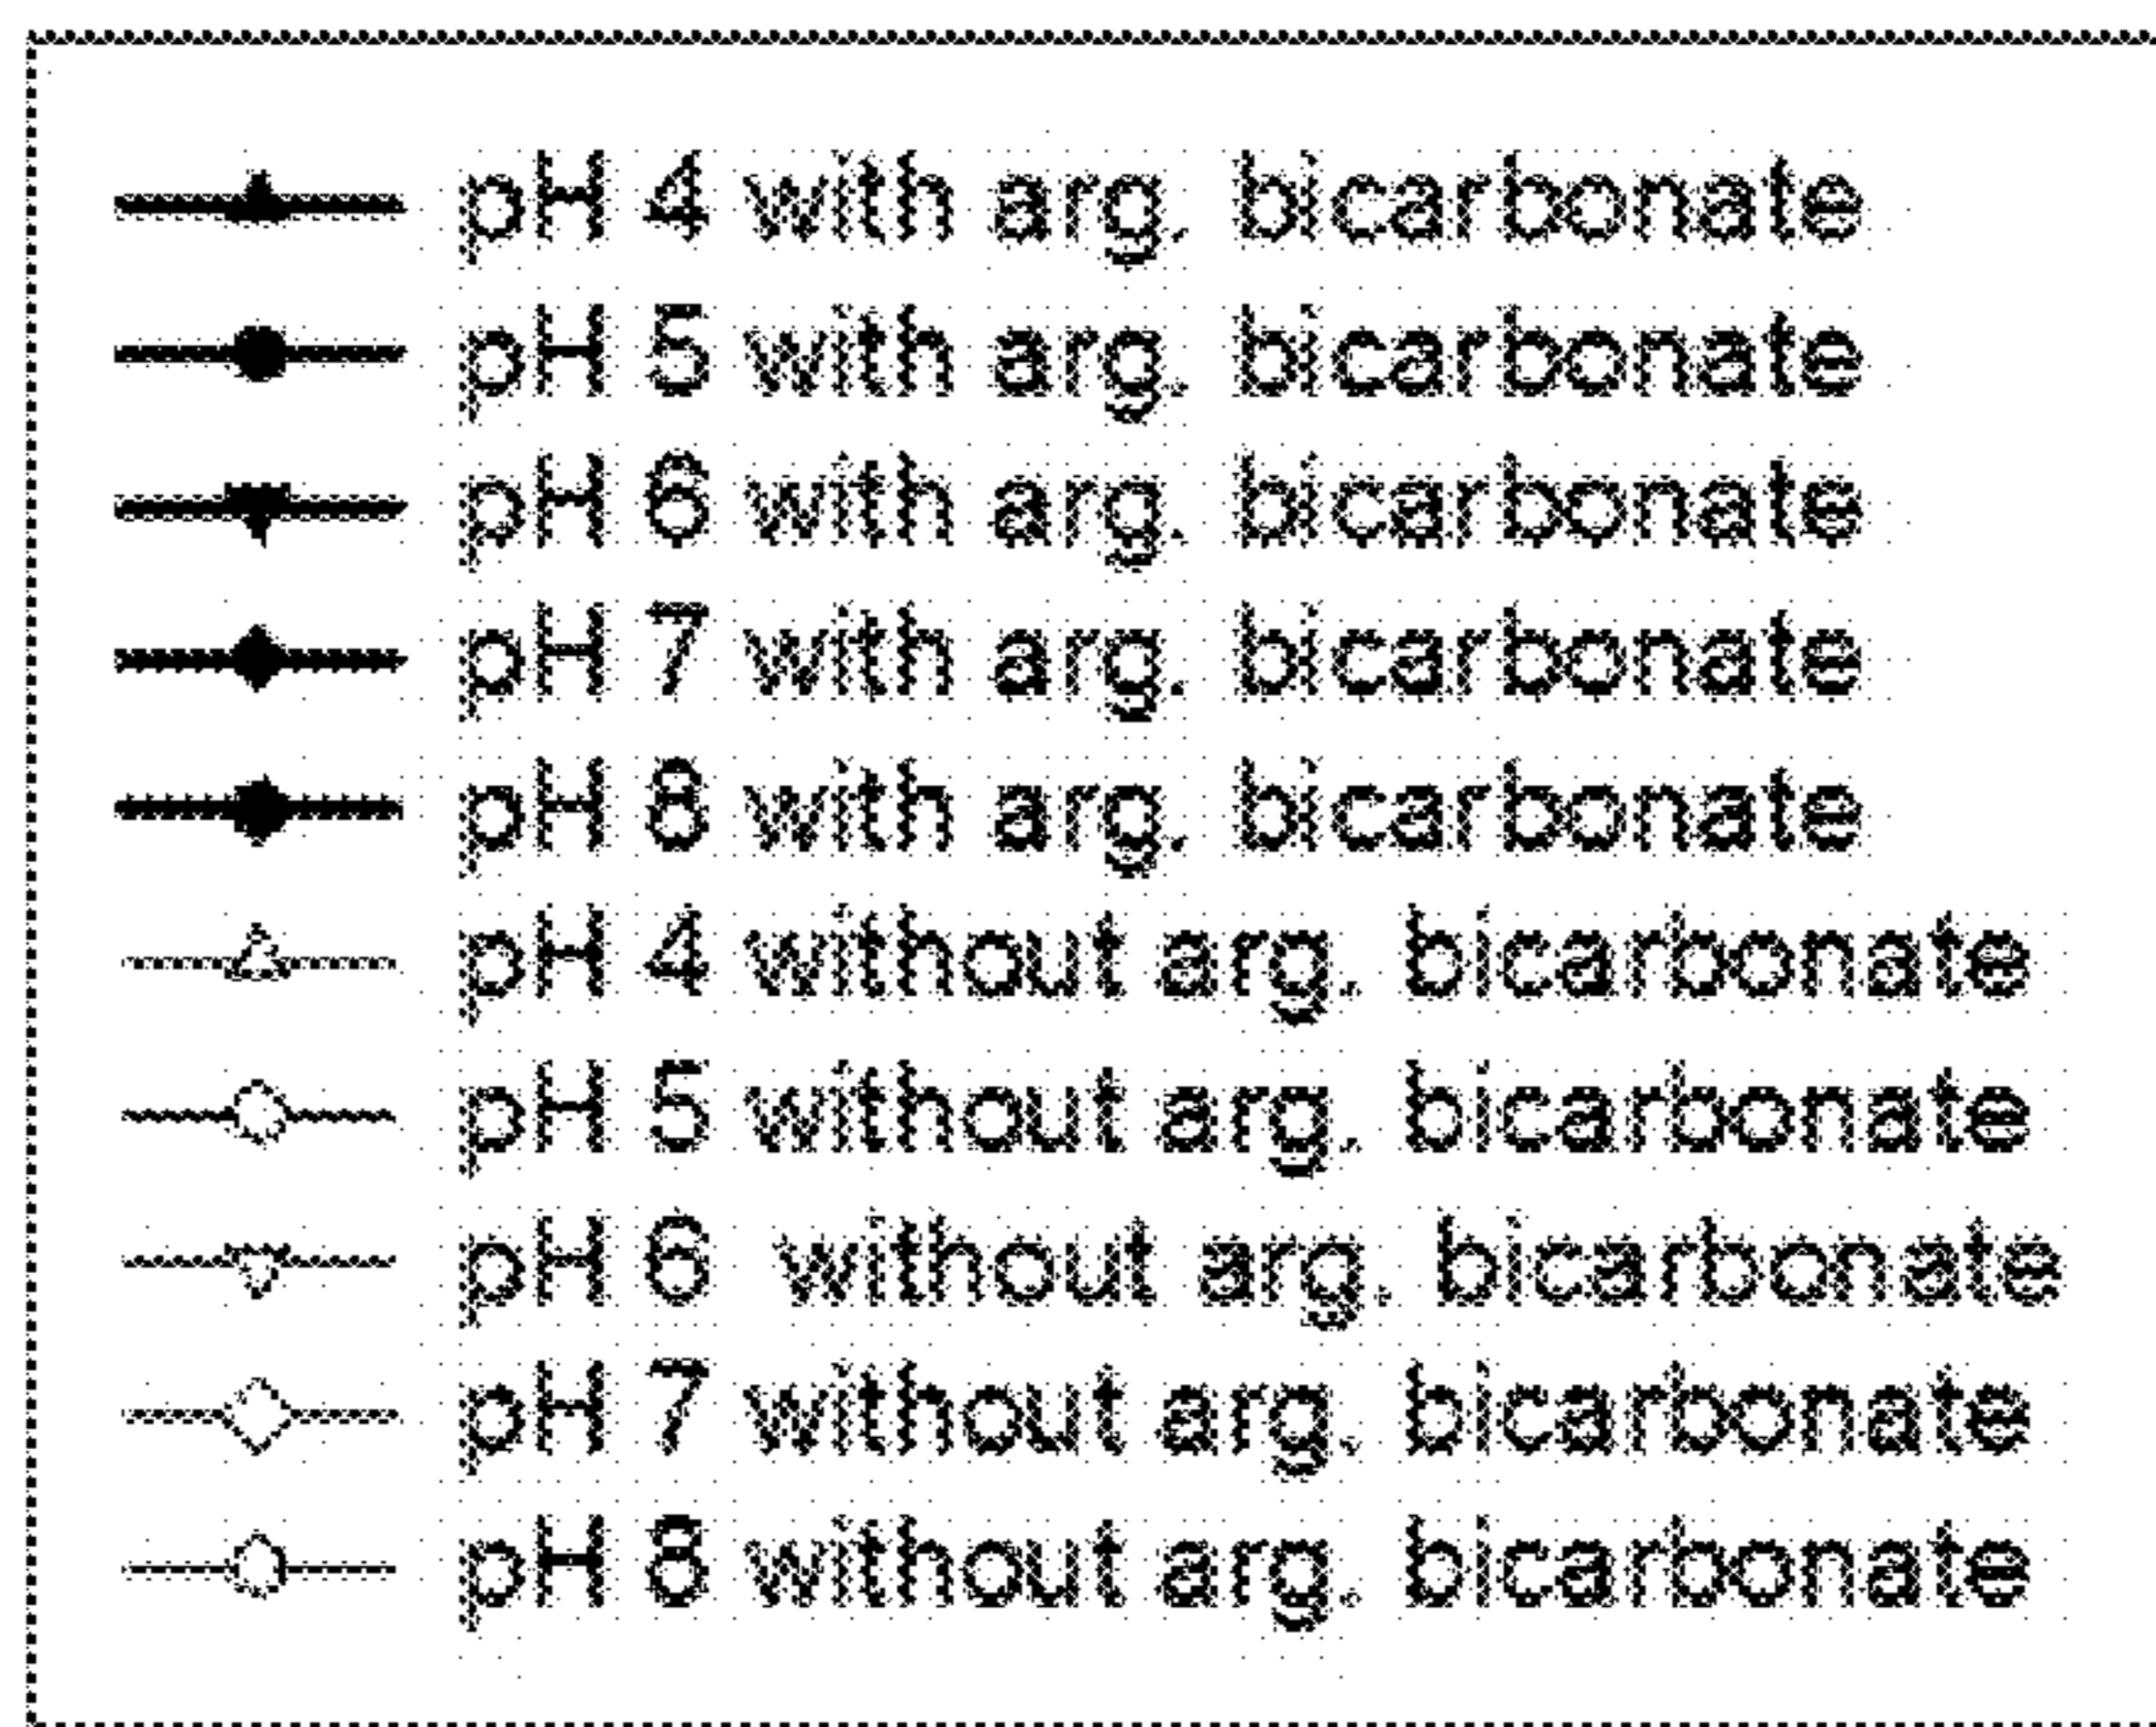 pH 4 with arg. bicarbonate
pH 5 with arg. bicarbonate
pH 6 with arg. bicarbonate
pH 7 with arg. bicarbonate
pH 8 with arg. bicarbonate
pH 4 without arg. bicarbonate
pH 5 without arg. bicarbonate
pH 6 without arg. bicarbonate
pH 7 without arg. bicarbonate
pH 8 without arg. bicarbonate